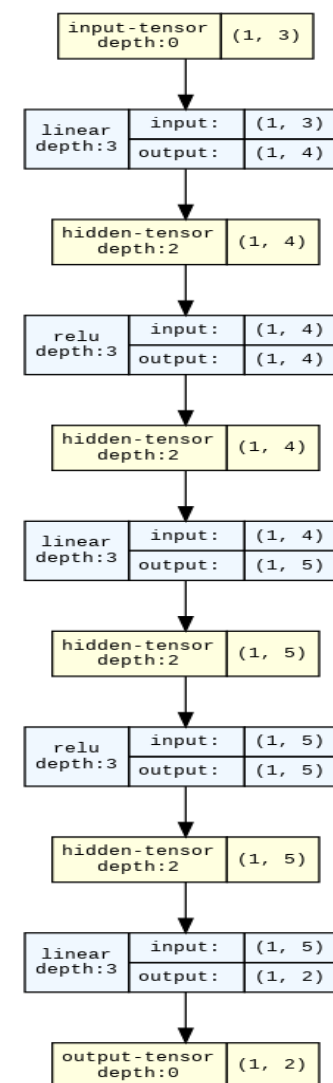 input-tensor
depth:0
(1, 3)
linear
depth:3
input:
(1, 3)
output:
(1, 4)
hidden-tensor
depth:2
(1, 4)
relu
depth:3
input:
(1, 4)
output:
(1, 4)
hidden-tensor
depth:2
(1, 4)
linear
depth:3
input:
(1, 4)
output:
(1, 5)
hidden-tensor
depth:2
(1, 5)
relu
depth:3
input:
(1, 5)
output:
(1, 5)
hidden-tensor
depth:2
(1, 5)
linear
depth:3
input:
(1, 5)
output:
(1, 2)
output-tensor
depth:0
(1, 2)